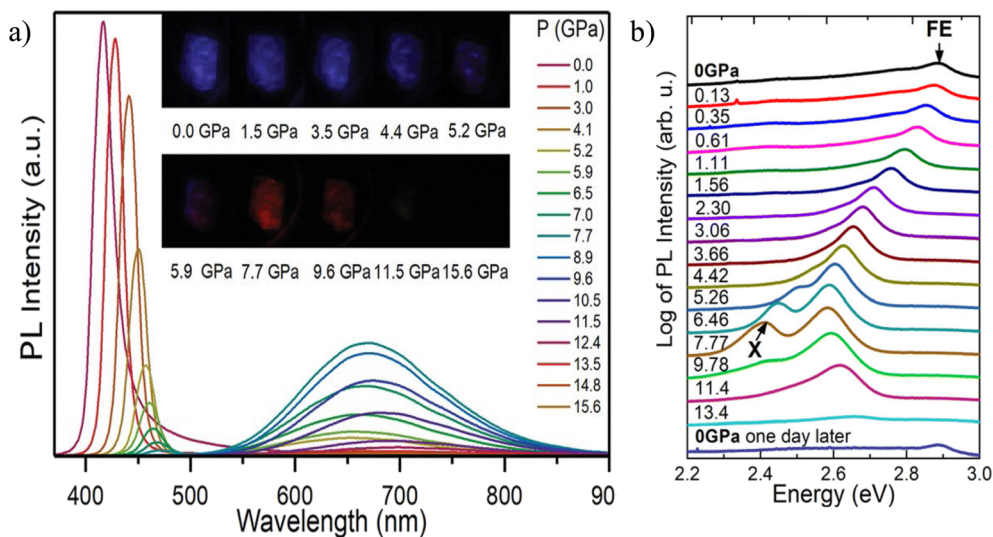 a)
PL Intensity (a.u.)
0.0 GPa 1.5 GPa 3.5 GPa 4.4 GPa 5.2 GPa
5.9 GPa 7.7 GPa 9.6 GPa 11.5 GPa 15.6 GPa
P (GPa)
0.0
1.0
3.0
4.1
5.2
5.9
6.5
7.0
7.7
8.9
9.6
10.5
11.5
12.4
13.5
14.8
15.6
400 500 600 700 800 90
Wavelength (nm)
b)
Log of PL Intensity (arb. u.)
FE
0GPa
0.13
0.35
0.61
1.11
1.56
2.30
3.06
3.66
4.42
5.26
6.46
7.77
X
9.78
11.4
13.4
0GPa one day later
2.2 2.4 2.6 2.8 3.0
Energy (eV)